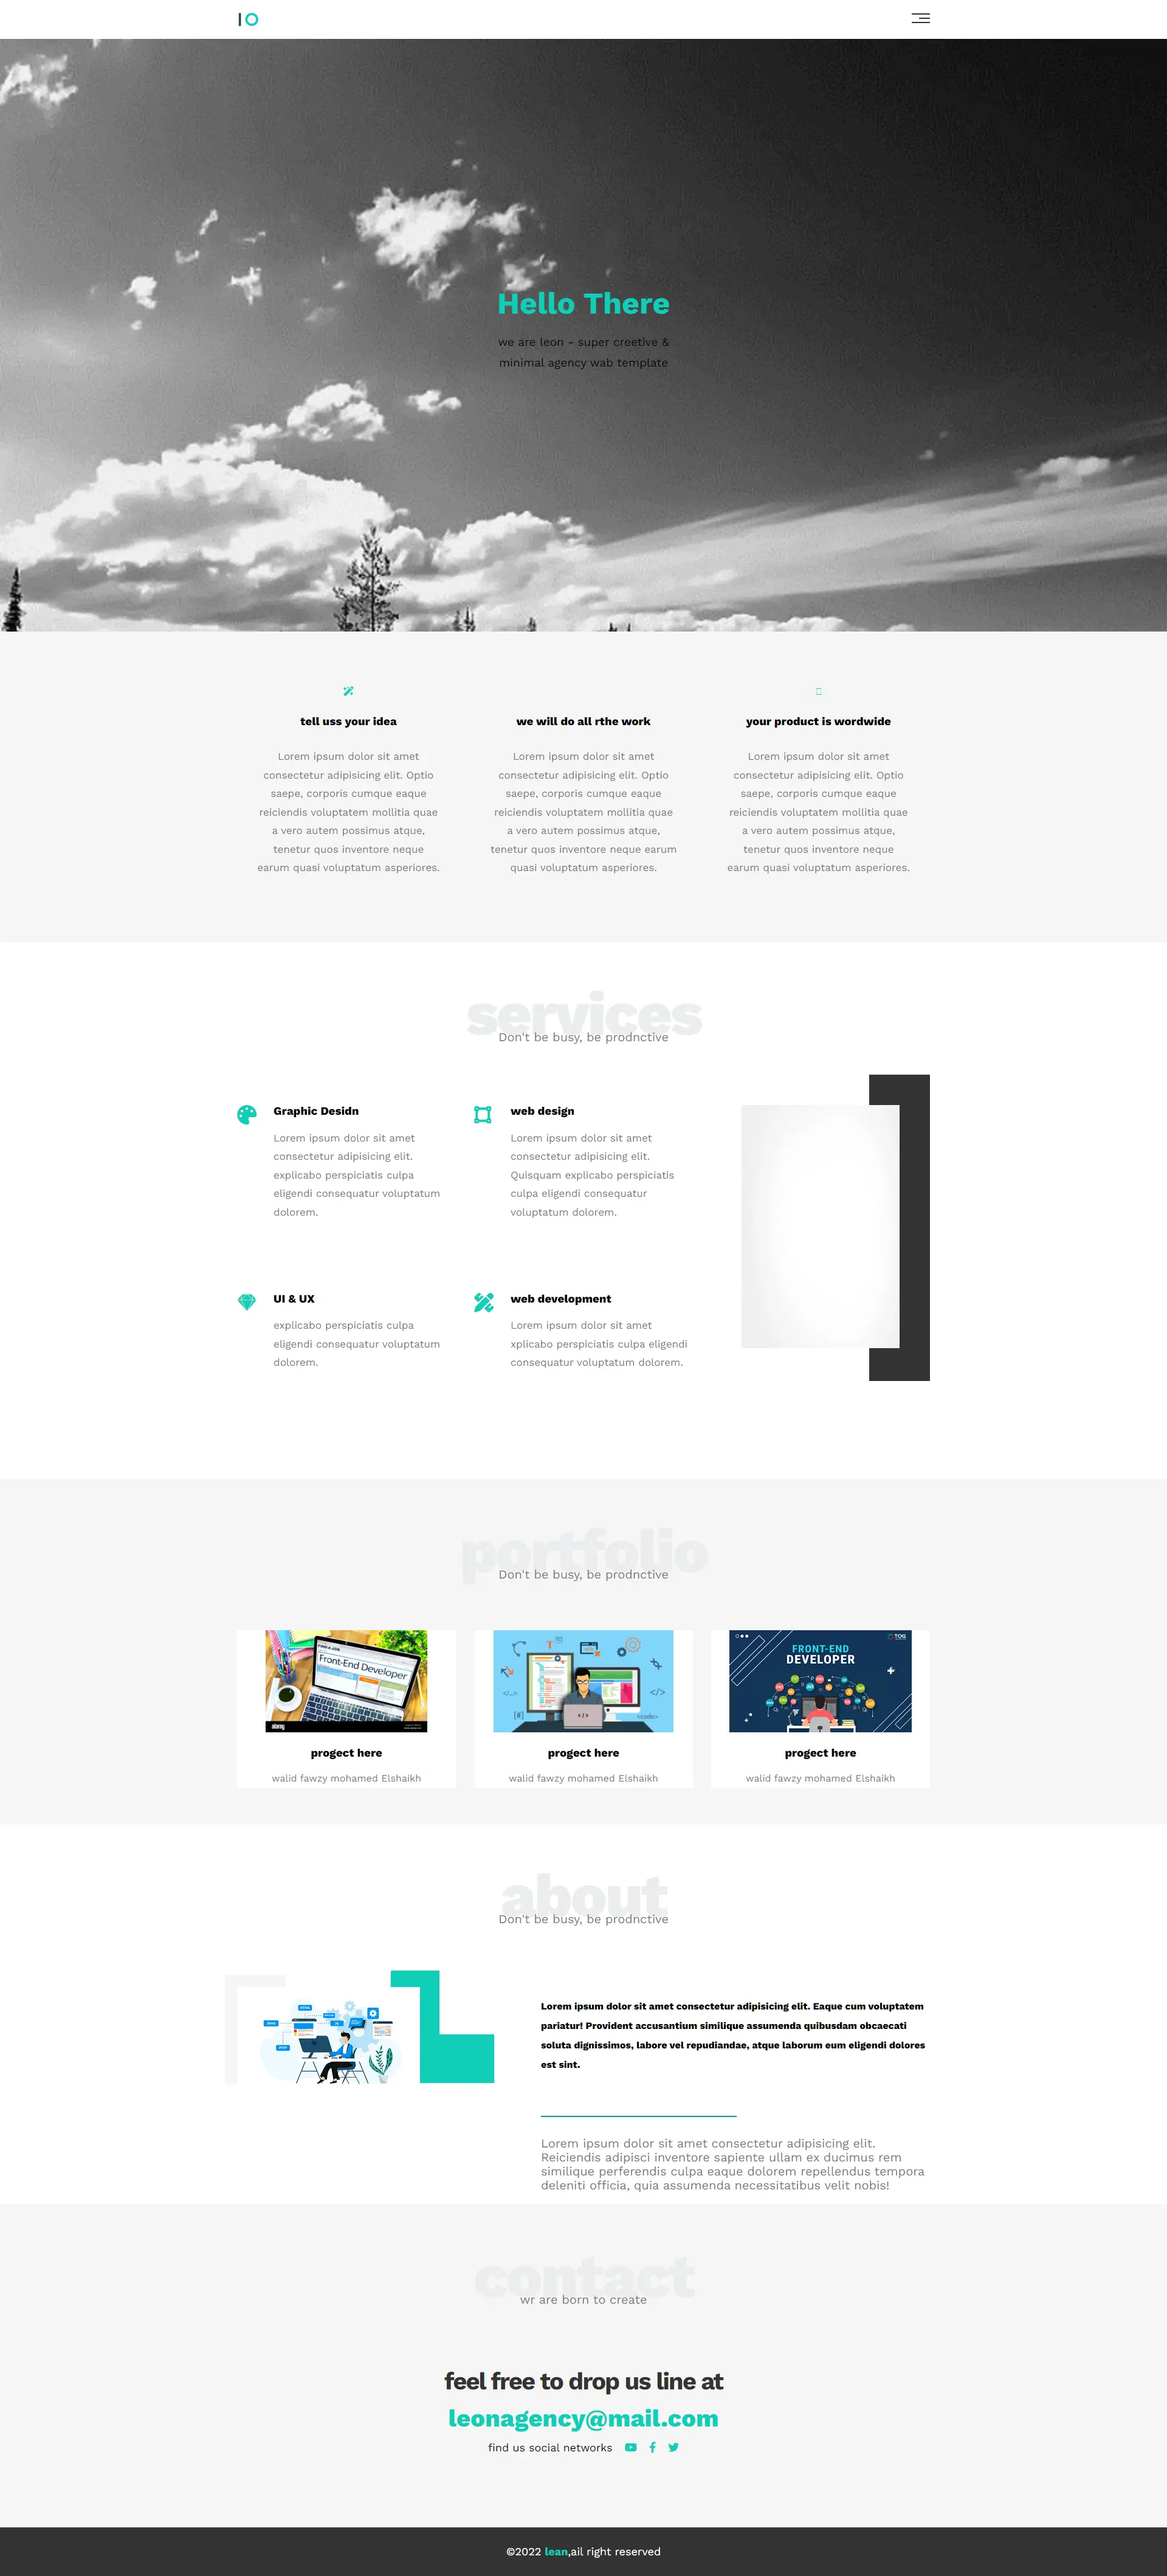 IO
Hello There
we are leon - super creetive &
minimal agency wab template
tell uss your idea
Lorem ipsum dolor sit amet
consectetur adipisicing elit. Optio
saepe, corporis cumque eaque
reiciendis voluptatem mollitia quae
a vero autem possimus atque,
tenetur quos inventore neque
earum quasi voluptatum asperiores.
we will do all rthe work
Lorem ipsum dolor sit amet
consectetur adipisicing elit. Optio
saepe, corporis cumque eaque
reiciendis voluptatem mollitia quae
a vero autem possimus atque,
tenetur quos inventore neque earum
quasi voluptatum asperiores.
your product is wordwide
Lorem ipsum dolor sit amet
consectetur adipisicing elit. Optio
saepe, corporis cumque eaque
reiciendis voluptatem mollitia quae
a vero autem possimus atque,
tenetur quos inventore neque
earum quasi voluptatum asperiores.
services
Don't be busy, be prodnctive
Graphic Desidn
Lorem ipsum dolor sit amet
consectetur adipisicing elit.
explicabo perspiciatis culpa
eligendi consequatur voluptatum
dolorem.
web design
Lorem ipsum dolor sit amet
consectetur adipisicing elit.
Quisquam explicabo perspiciatis
culpa eligendi consequatur
voluptatum dolorem.
UI & UX
explicabo perspiciatis culpa
eligendi consequatur voluptatum
dolorem.
web development
Lorem ipsum dolor sit amet
xplicabo perspiciatis culpa eligendi
consequatur voluptatum dolorem.
portfolio
Don't be busy, be prodnctive
Front-End Developer
alamy
progect here
walid fawzy mohamed Elshaikh
</>
<code>
progect here
walid fawzy mohamed Elshaikh
TOG
FRONT-END
DEVELOPER
progect here
walid fawzy mohamed Elshaikh
about
Don't be busy, be prodnctive
Lorem ipsum dolor sit amet consectetur adipisicing elit. Eaque cum voluptatem
pariatur! Provident accusantium similique assumenda quibusdam obcaecati
soluta dignissimos, labore vel repudiandae, atque laborum eum eligendi dolores
est sint.
Lorem ipsum dolor sit amet consectetur adipisicing elit.
Reiciendis adipisci inventore sapiente ullam ex ducimus rem
similique perferendis culpa eaque dolorem repellendus tempora
deleniti officia, quia assumenda necessitatibus velit nobis!
contact
wr are born to create
feel free to drop us line at
leonagency@mail.com
find us social networks
©2022 lean,ail right reserved